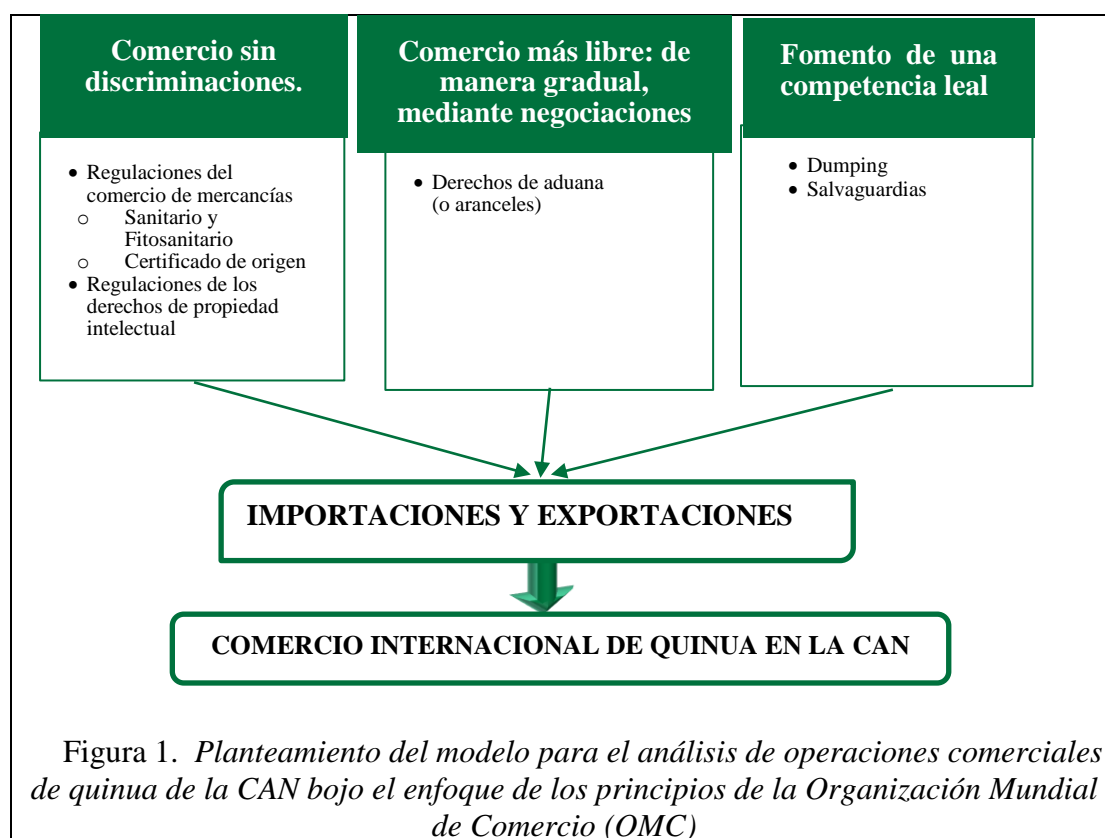 Comercio sin
discriminaciones.
• Regulaciones del
comercio de mercancías
o Sanitario y
Fitosanitario
o Certificado de origen
• Regulaciones de los
derechos de propiedad
intelectual
Comercio más libre: de
manera gradual,
mediante negociaciones
• Derechos de aduana
(o aranceles)
Fomento de una
competencia leal
• Dumping
• Salvaguardias
IMPORTACIONES Y EXPORTACIONES
COMERCIO INTERNACIONAL DE QUINUA EN LA CAN
Figura 1. Planteamiento del modelo para el análisis de operaciones comerciales
de quinua de la CAN bojo el enfoque de los principios de la Organización Mundial
de Comercio (OMC)